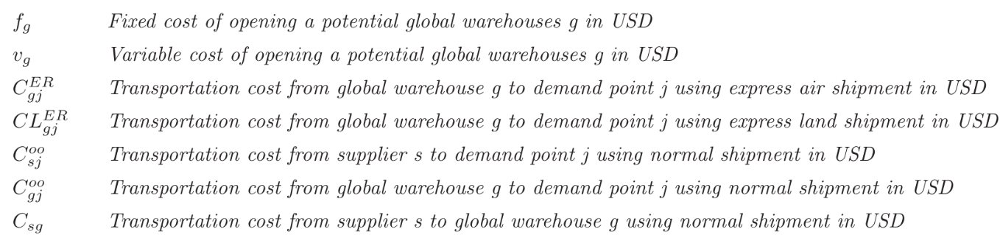 f_g Fixed cost of opening a potential global warehouses g in USD
v_g Variable cost of opening a potential global warehouses g in USD
C_{gj}^{ER} Transportation cost from global warehouse g to demand point j using express air shipment in USD
CL_{gj}^{ER} Transportation cost from global warehouse g to demand point j using express land shipment in USD
C_{sj}^{oo} Transportation cost from supplier s to demand point j using normal shipment in USD
C_{gj}^{oo} Transportation cost from global warehouse g to demand point j using normal shipment in USD
C_{sg} Transportation cost from supplier s to global warehouse g using normal shipment in USD